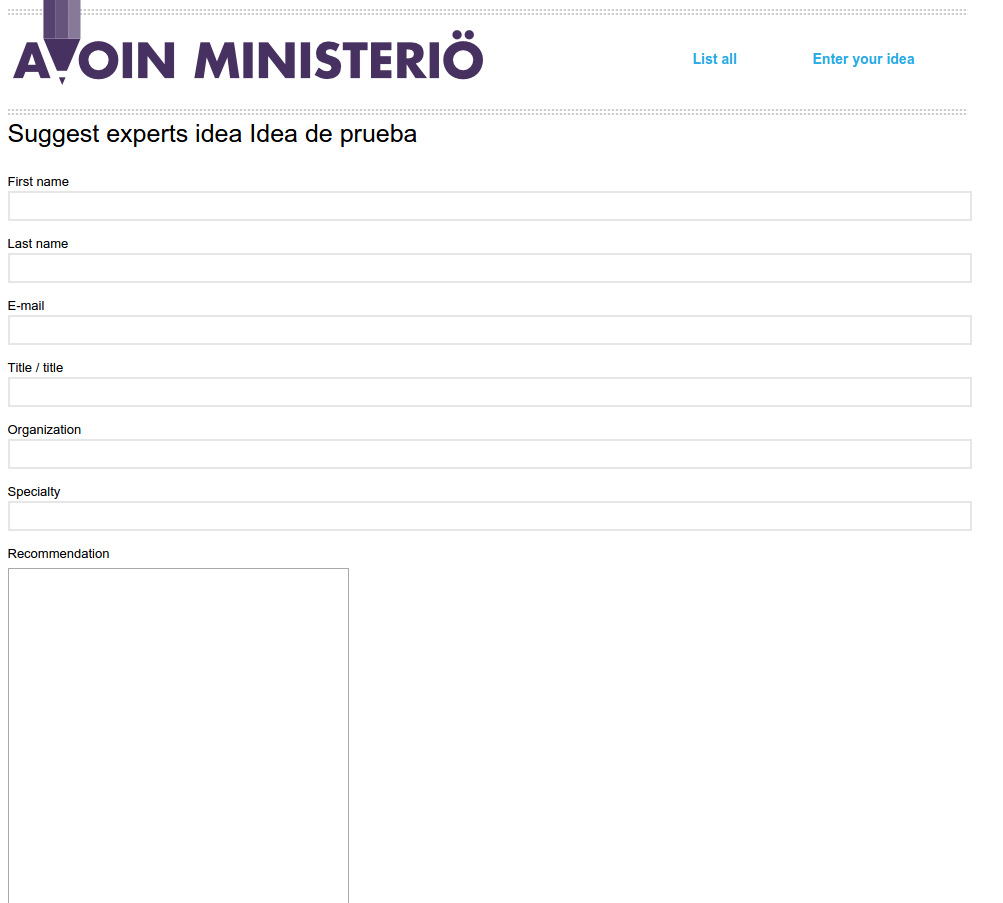 AVOIN MINISTERIÖ
List all
Enter your idea
Suggest experts idea Idea de prueba
First name
Last name
E-mail
Title / title
Organization
Specialty
Recommendation